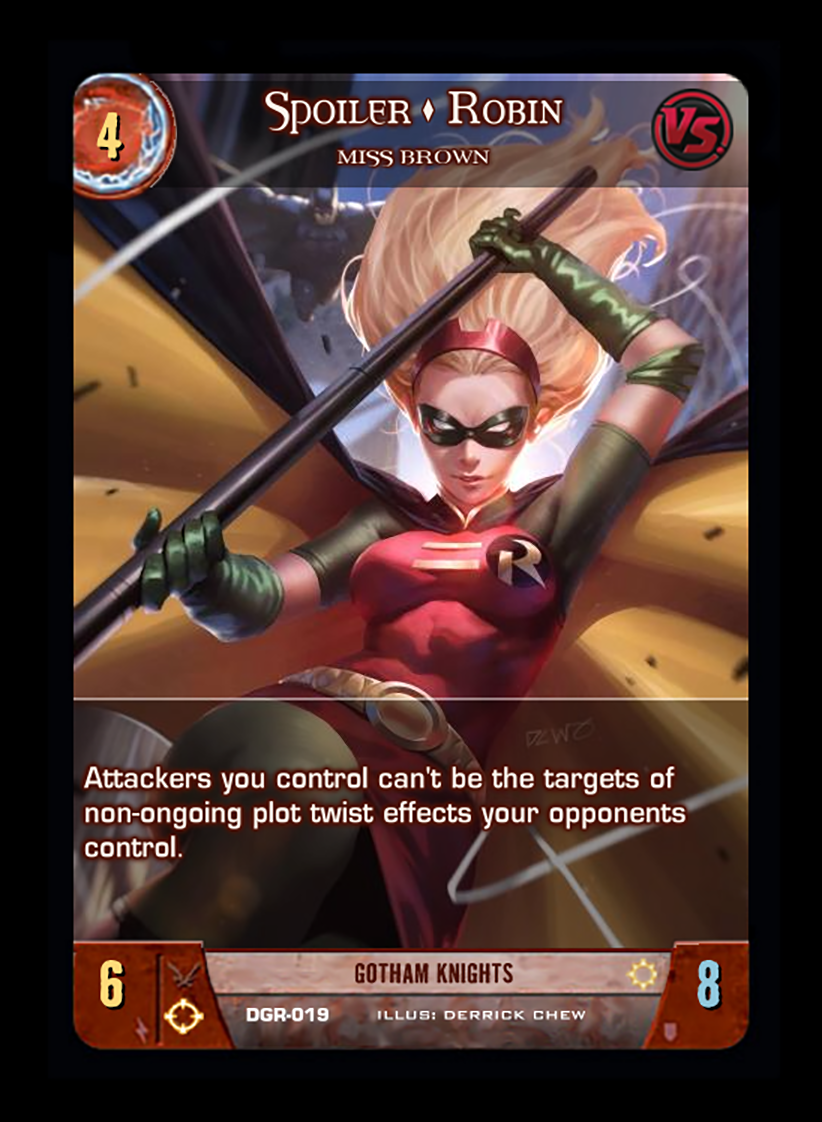 4
SPOILER ♦ ROBIN
MISS BROWN
VS.
R
Attackers you control can't be the targets of
non-ongoing plot twist effects your opponents
control.
6
GOTHAM KNIGHTS
8
DGR-019 ILLUS: DERRICK CHEW